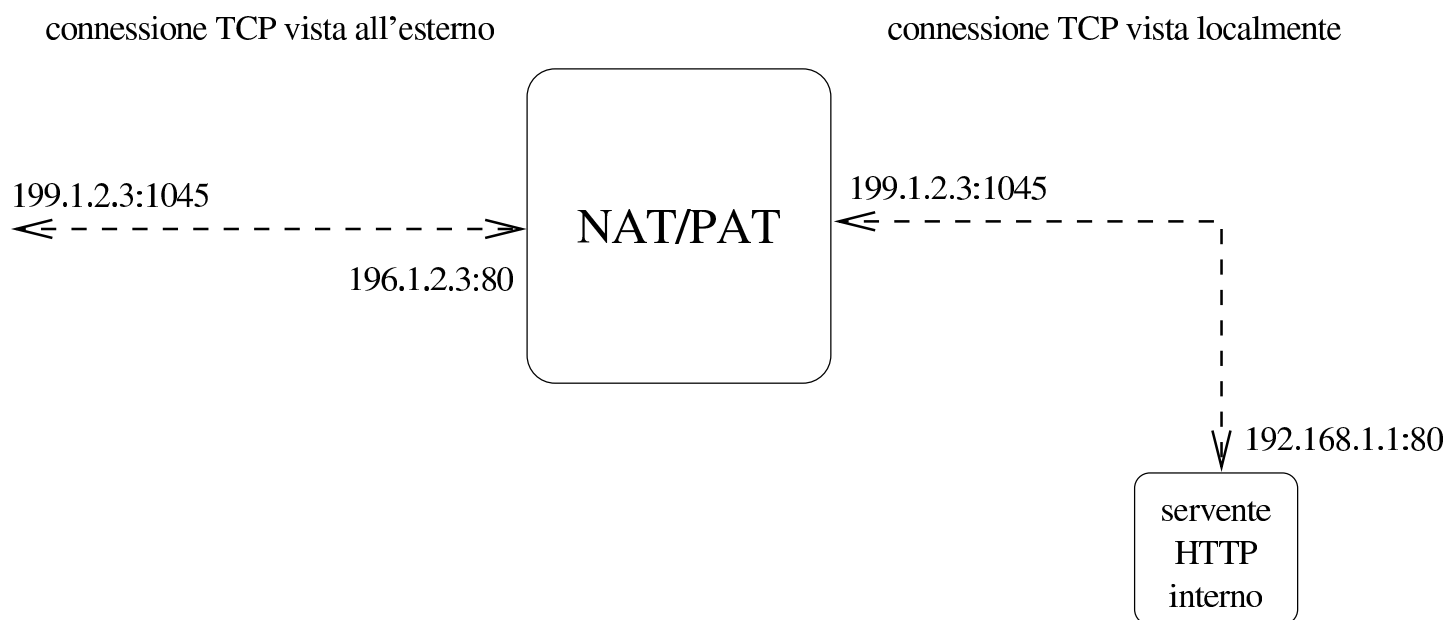 connessione TCP vista all'esterno
connessione TCP vista localmente
199.1.2.3:1045
199.1.2.3:1045
NAT/PAT
196.1.2.3:80
192.168.1.1:80
servente
HTTP
interno